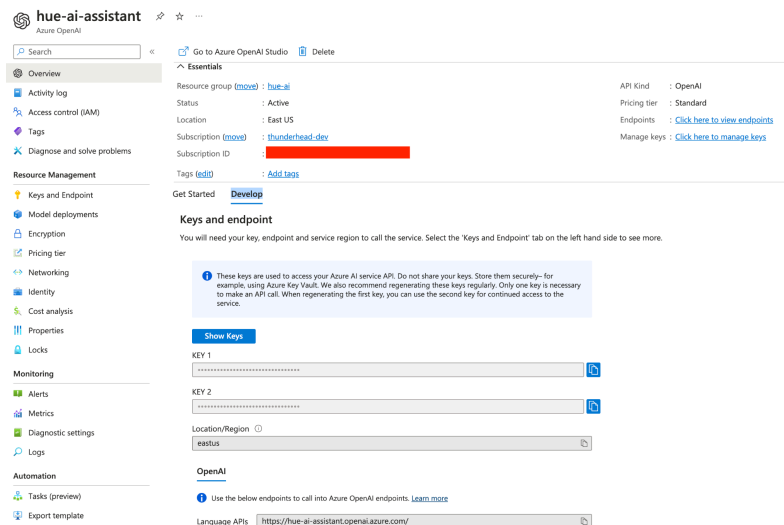 hue-ai-assistant
Azure OpenAI
Search
Overview
Activity log
Access control (IAM)
Tags
Diagnose and solve problems
Resource Management
Keys and Endpoint
Model deployments
Encryption
Pricing tier
Networking
Identity
Cost analysis
Properties
Locks
Monitoring
Alerts
Metrics
Diagnostic settings
Logs
Automation
Tasks (preview)
Export template
Go to Azure OpenAI Studio Delete
Essentials
Resource group (move) : hue-ai
Status : Active
Location : East US
Subscription (move) : thunderhead-dev
Subscription ID :
Tags (edit) : Add tags
API Kind : OpenAI
Pricing tier : Standard
Endpoints : Click here to view endpoints
Manage keys : Click here to manage keys
Get Started Develop
Keys and endpoint
You will need your key, endpoint and service region to call the service. Select the 'Keys and Endpoint' tab on the left hand side to see more.
These keys are used to access your Azure AI service API. Do not share your keys. Store them securely– for
example, using Azure Key Vault. We also recommend regenerating these keys regularly. Only one key is necessary
to make an API call. When regenerating the first key, you can use the second key for continued access to the
service.
Show Keys
KEY 1
KEY 2
Location/Region
eastus
OpenAI
Use the below endpoints to call into Azure OpenAI endpoints. Learn more
Language APIs https://hue-ai-assistant.openai.azure.com/